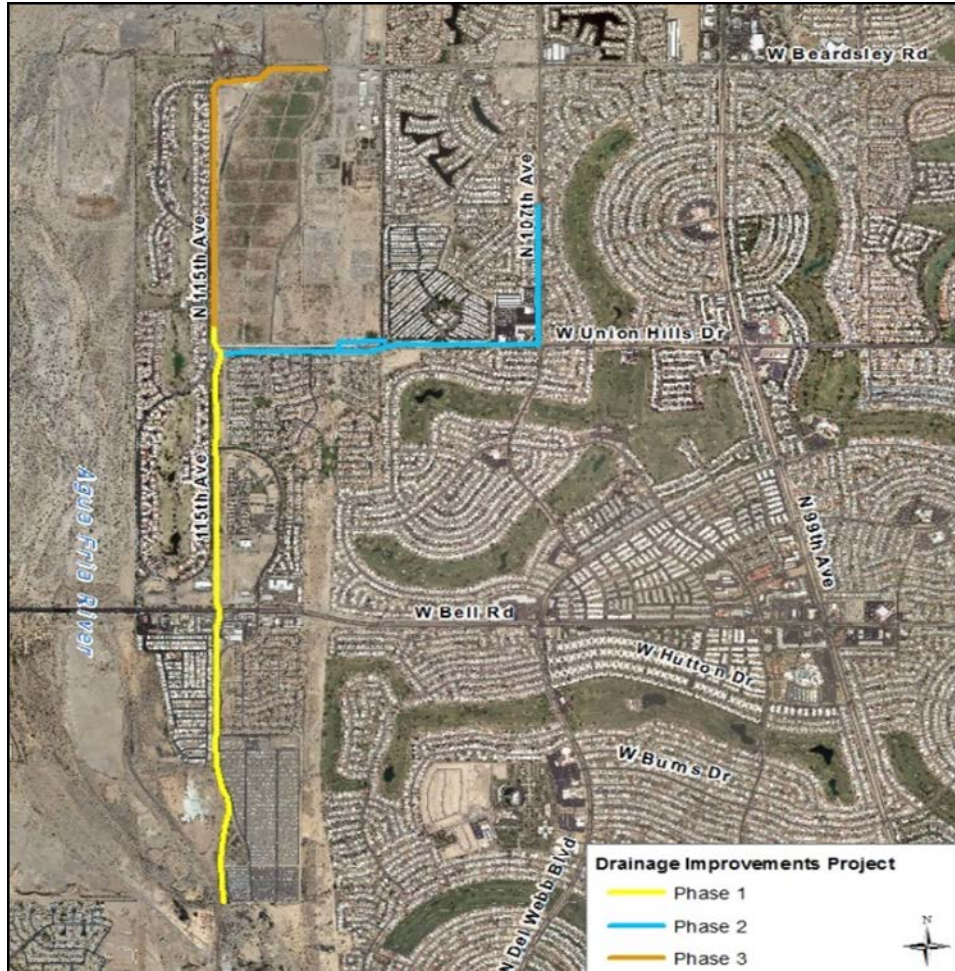 W Beardsley Rd
N 107th Ave
N 115th Ave
W Union Hills Dr
115th Ave
N 99th Ave
Agua Fria River
W Bell Rd
W Hutton Dr
W Burns Dr
N Del Webb Blvd
Drainage Improvements Project
Phase 1
Phase 2
Phase 3
N